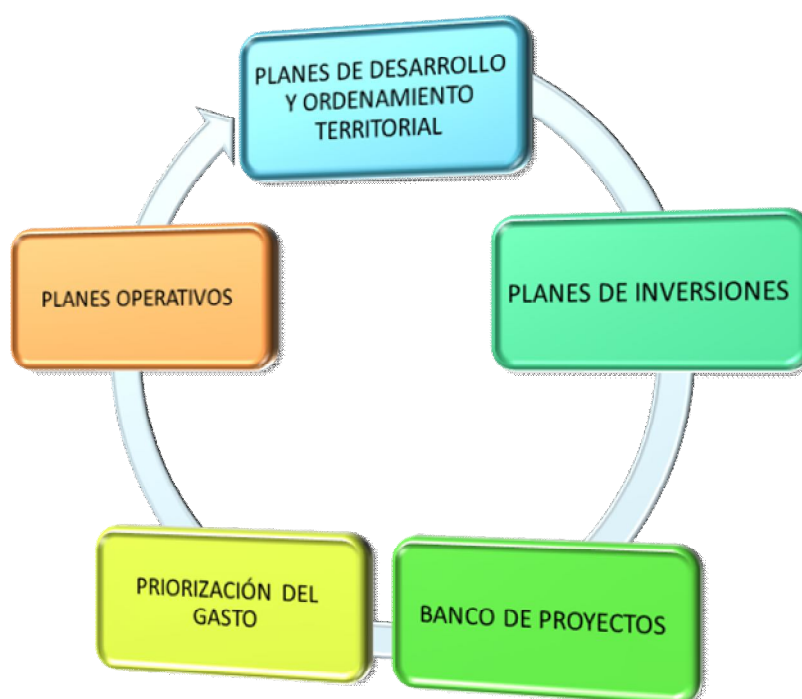 PLANES DE DESARROLLO
Y ORDENAMIENTO
TERRITORIAL
PLANES DE INVERSIONES
BANCO DE PROYECTOS
PRIORIZACIÓN DEL
GASTO
PLANES OPERATIVOS